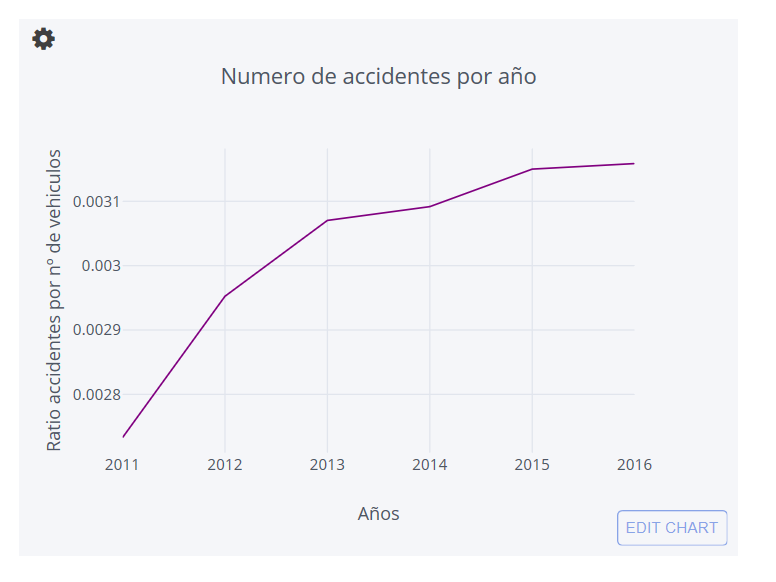 Numero de accidentes por año
Ratio accidentes por nº de vehiculos
0.0031
0.003
0.0029
0.0028
2011 2012 2013 2014 2015 2016
Años
EDIT CHART